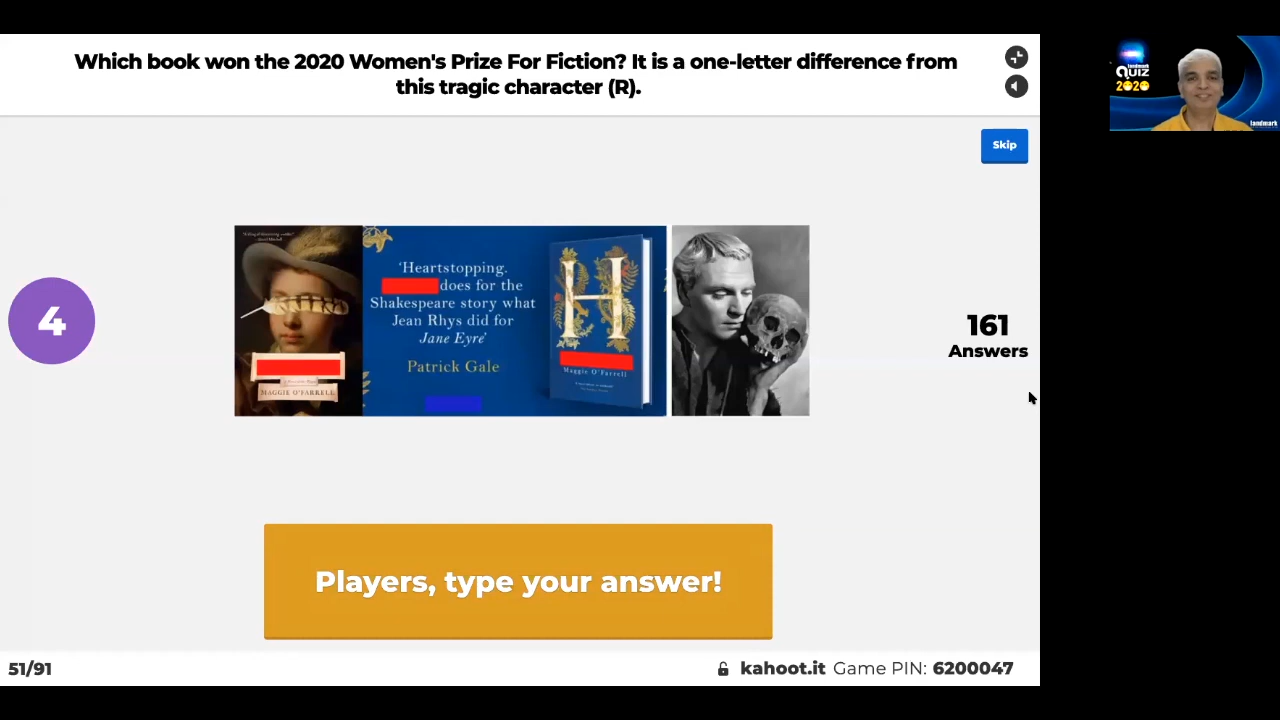 Which book won the 2020 Women's Prize For Fiction? It is a one-letter difference from
this tragic character (R).
Skip
landmark
QUIZ
2020
landmark
4
'Heartstopping.
does for the
Shakespeare story what
Jean Rhys did for
Jane Eyre'
Patrick Gale
MAGGIE O'FARRELL
H
Maggie O'Farrell
161
Answers
Players, type your answer!
51/91
kahoot.it Game PIN: 6200047